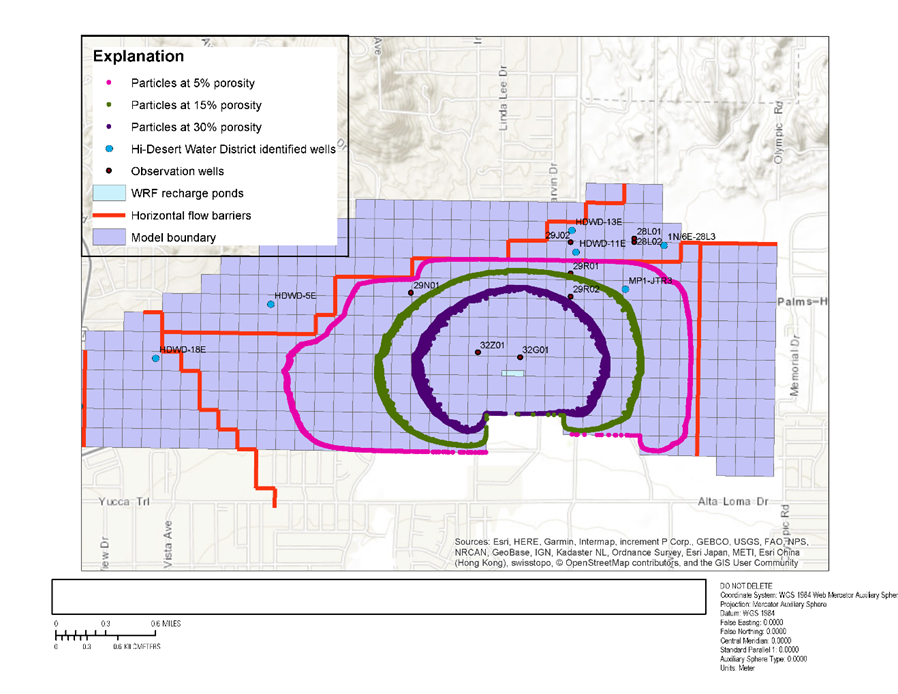 Explanation
Particles at 5% porosity
Particles at 15% porosity
Particles at 30% porosity
Hi-Desert Water District identified wells
Observation wells
WRF recharge ponds
Horizontal flow barriers
Model boundary
Ave
Linda Lee Dr
Dr
Olympic Rd
HDWD-13E
29J02
28L01
28L02
1N/6E-28L3
HDWD-11E
29R01
MP1-JTR3
29N01
29R02
HDWD-5E
Palms-H
32Z01
32G01
HDWD-18E
Memorial Dr
Yucca Trl
Alta Loma Dr
Vista Ave
Sources: Esri, HERE, Garmin, Intermap, increment P Corp., GEBCO, USGS, FAO, NPS,
NRCAN, GeoBase, IGN, Kadaster NL, Ordnance Survey, Esri Japan, METI, Esri China
(Hong Kong), swisstopo, © OpenStreetMap contributors, and the GIS User Community
0 0.3 0.6 MILES
0 0.3 0.6 KILOMETERS
DO NOT DELETE
Coordinate System: WGS 1984 Web Mercator Auxiliary Spher
Projection: Mercator Auxiliary Sphere
Datum: WGS 1984
False Easting: 0.0000
False Northing: 0.0000
Central Meridian: 0.0000
Standard Parallel 1: 0.0000
Auxiliary Sphere Type: 0.0000
Units: Meter